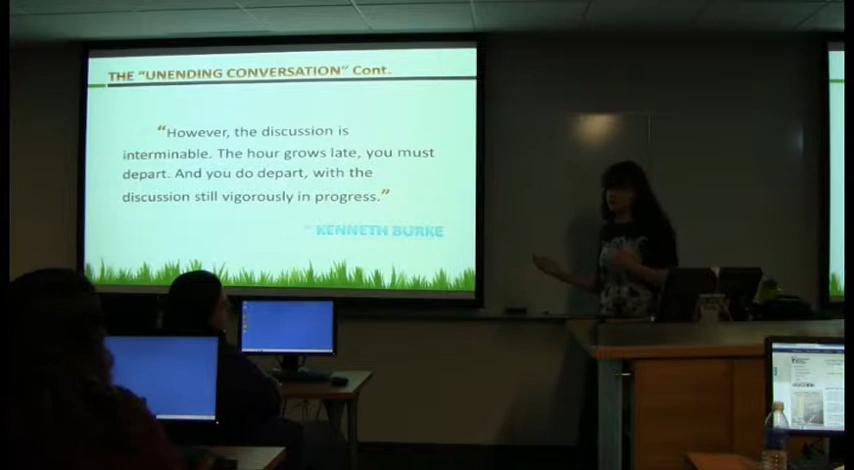 THE "UNENDING CONVERSATION" Cont.
"However, the discussion is
interminable. The hour grows late, you must
depart. And you do depart, with the
discussion still vigorously in progress."
KENNETH BURKE